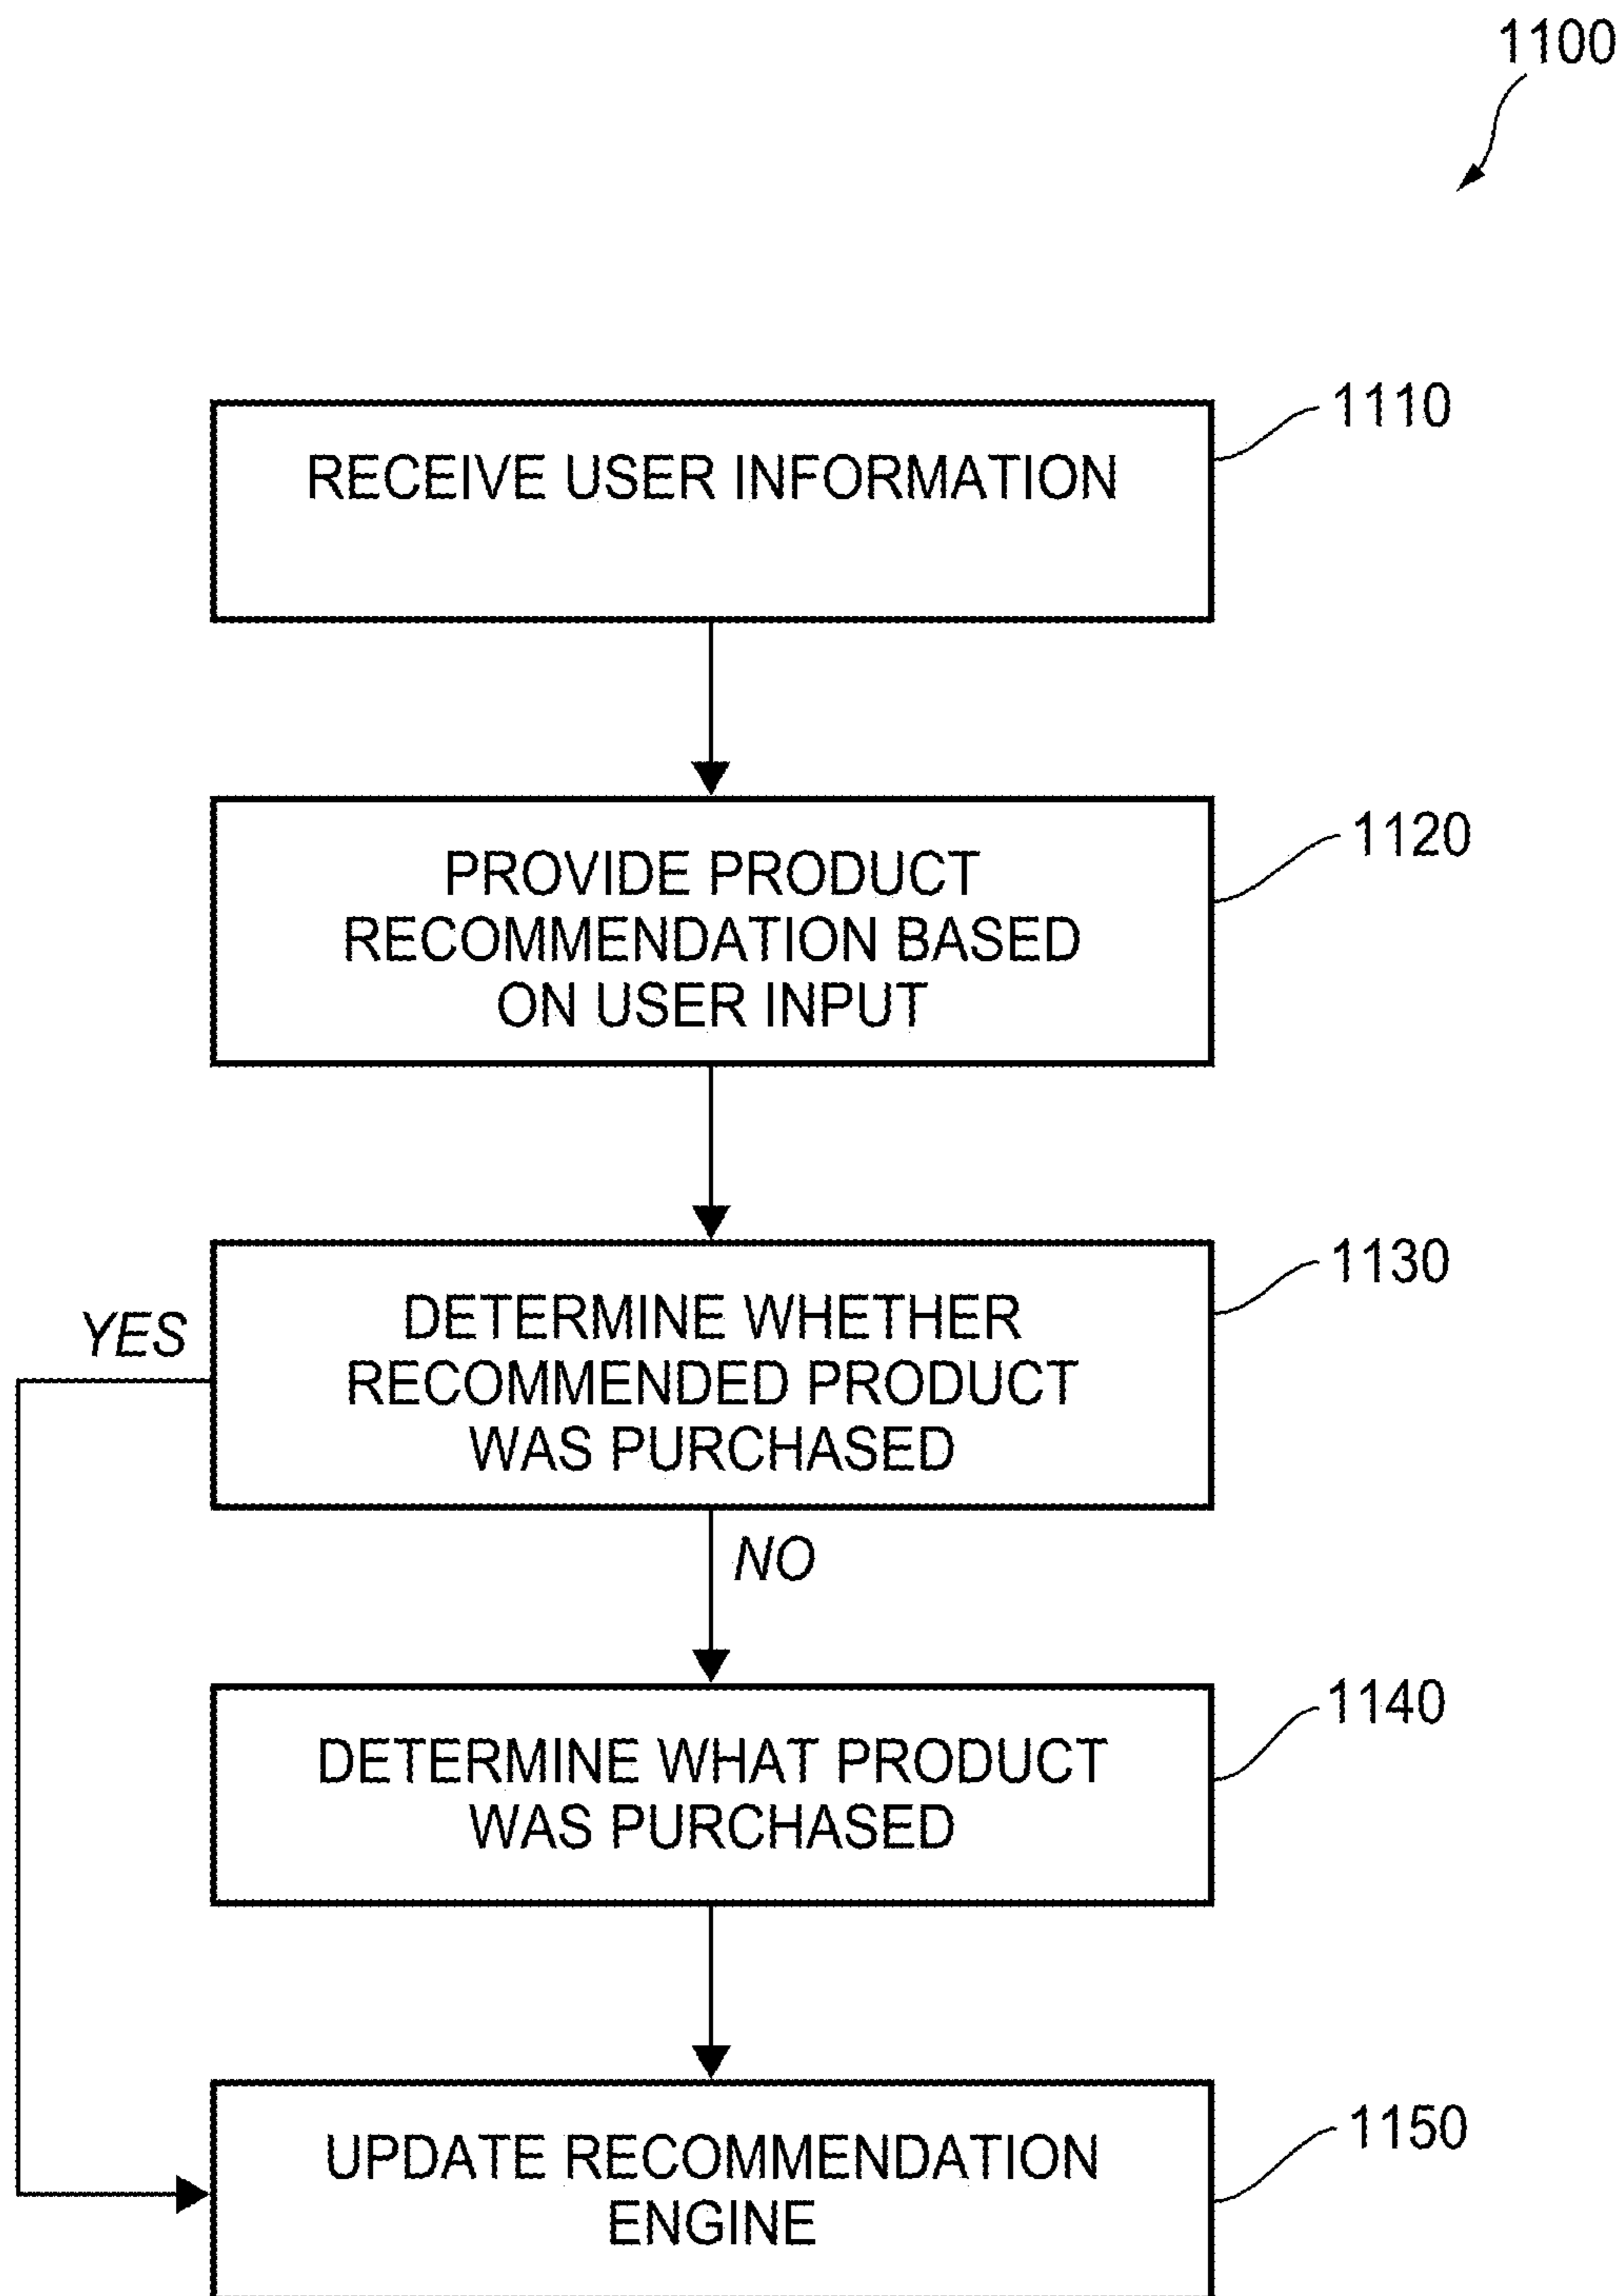 1100
RECEIVE USER INFORMATION
1110
PROVIDE PRODUCT
RECOMMENDATION BASED
ON USER INPUT
1120
DETERMINE WHETHER
RECOMMENDED PRODUCT
WAS PURCHASED
1130
YES
NO
DETERMINE WHAT PRODUCT
WAS PURCHASED
1140
UPDATE RECOMMENDATION
ENGINE
1150